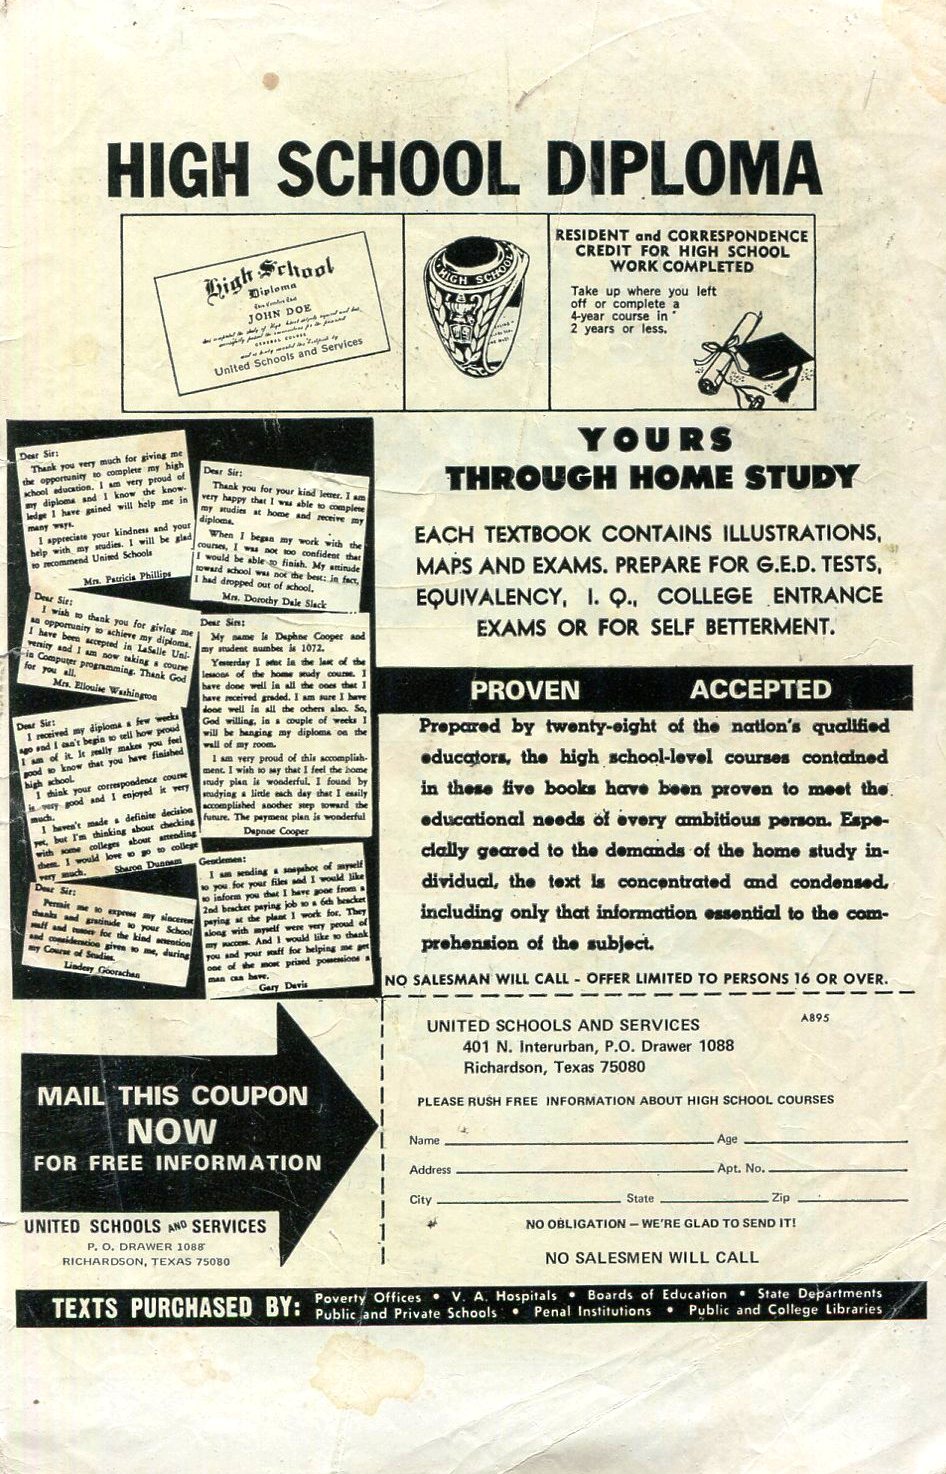 HIGH SCHOOL DIPLOMA
High School
Diploma
This Certifies That
JOHN DOE
GENERAL COURSE
United Schools and Services
HIGH SCHOOL
RESIDENT and CORRESPONDENCE
CREDIT FOR HIGH SCHOOL
WORK COMPLETED
Take up where you left
off or complete a
4-year course in
2 years or less.
YOURS
THROUGH HOME STUDY
EACH TEXTBOOK CONTAINS ILLUSTRATIONS,
MAPS AND EXAMS. PREPARE FOR G.E.D. TESTS,
EQUIVALENCY, I. Q., COLLEGE ENTRANCE
EXAMS OR FOR SELF BETTERMENT.
Dear Sir:
Thank you very much for giving me
the opportunity to complete my high
school education. I am very proud of
my diploma and I know the know-
ledge I have gained will help me in
many ways.
I appreciate your kindness and your
help with my studies. I will be glad
to recommend United Schools
Mrs. Patricia Phillips
Dear Sir:
Thank you for your kind letter. I am
very happy that I was able to complete
my studies at home and receive my
diploma.
When I began my work with the
courses, I was not too confident that
I would be able to finish. My attitude
toward school was not the best: in fact,
I had dropped out of school.
Mrs. Dorothy Dale Slack
Dear Sir:
I wish to thank you for giving me
an opportunity to achieve my diploma.
I have been accepted in LaSalle Uni-
versity and I am now taking a course
in Computer programming. Thank God
for you all.
Mrs. Ellouise Washington
Dear Sirs:
My name is Daphne Cooper and
my student number is 1072.
Yesterday I sent in the last of the
lessons of the home study course. I
have done well in all the ones that I
have received graded. I am sure I have
done well in all the others also. So,
God willing, in a couple of weeks I
will be hanging my diploma on the
wall of my room.
I am very proud of this accomplish-
ment. I wish to say that I feel the home
study plan is wonderful. I found by
studying a little each day that I easily
accomplished another step toward the
future. The payment plan is wonderful
Daphne Cooper
Dear Sir:
I received my diploma a few weeks
ago and I can't begin to tell how proud
I am of it. It really makes you feel
good to know that you have finished
high school.
I think your correspondence course
is very good and I enjoyed it very
much.
I haven't made a definite decision
yet, but I'm thinking about checking
with some colleges about attending
them. I would love to go to college
very much.
Sharon Dunnam
Dear Sir:
Permit me to express my sincerest
thanks and gratitude to your School
staff and tutors for the kind attention
and consideration given to me, during
my Course of Studies.
Lindsey Goorachan
Gentlemen:
I am sending a snapshot of myself
to you for your files and I would like
to inform you that I have gone from a
2nd bracket paying job to a 6th bracket
paying at the plant I work for. They
along with myself were very proud of
my success. And I would like to thank
you and your staff for helping me get
one of the most prized possessions a
man can have.
Gary Davis
PROVEN ACCEPTED
Prepared by twenty-eight of the nation's qualified
educators, the high school-level courses contained
in these five books have been proven to meet the
educational needs of every ambitious person. Espe-
cially geared to the demands of the home study in-
dividual, the text is concentrated and condensed,
including only that information essential to the com-
prehension of the subject.
NO SALESMAN WILL CALL - OFFER LIMITED TO PERSONS 16 OR OVER.
MAIL THIS COUPON
NOW
FOR FREE INFORMATION
UNITED SCHOOLS AND SERVICES
P. O. DRAWER 1088
RICHARDSON, TEXAS 75080
UNITED SCHOOLS AND SERVICES A895
401 N. Interurban, P.O. Drawer 1088
Richardson, Texas 75080
PLEASE RUSH FREE INFORMATION ABOUT HIGH SCHOOL COURSES
Name Age
Address Apt. No.
City State Zip
NO OBLIGATION – WE'RE GLAD TO SEND IT!
NO SALESMEN WILL CALL
TEXTS PURCHASED BY:
Poverty Offices • V. A. Hospitals • Boards of Education • State Departments
Public and Private Schools • Penal Institutions • Public and College Libraries